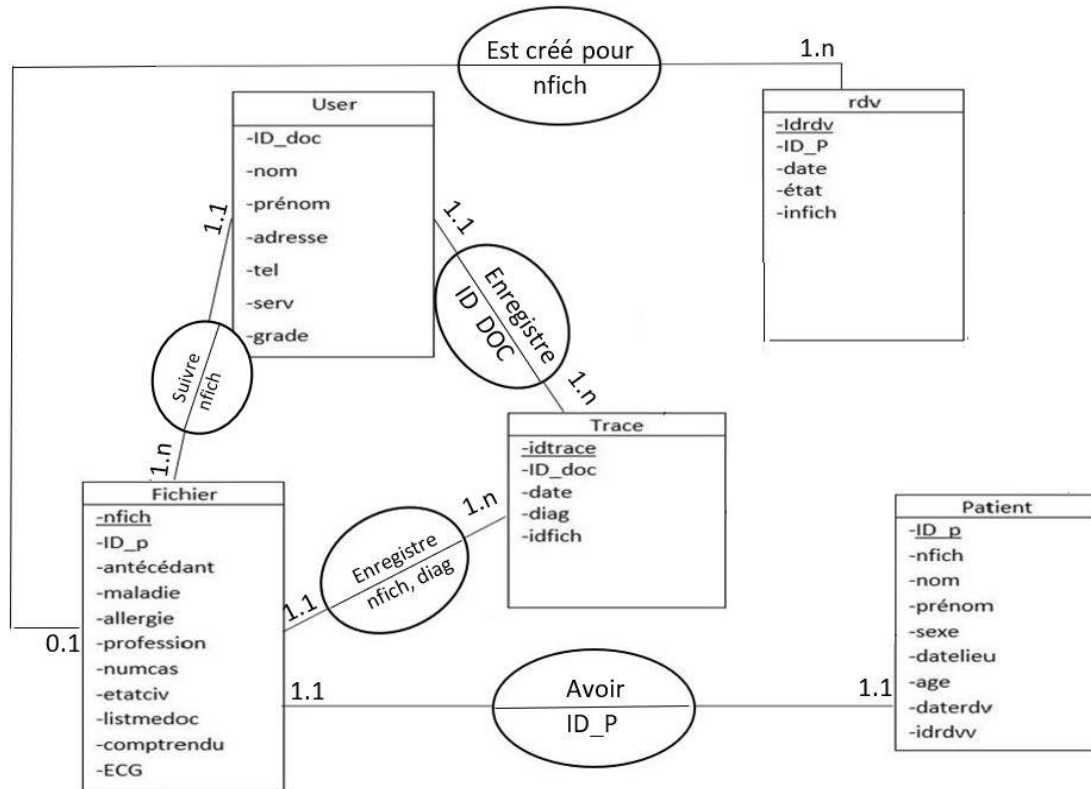 Est créé pour
nfich
1.n
User
-ID_doc
-nom
-prénom
-adresse
-tel
-serv
-grade
rdv
-Idrdv
-ID_P
-date
-état
-infich
1.1
1.1
Enregistre
ID DOC
1.n
Suivre
nfich
1.n
Trace
-idtrace
-ID_doc
-date
-diag
-idfich
Fichier
-nfich
-ID_p
-antécédant
-maladie
-allergie
-profession
-numcas
-etatciv
-listmedoc
-comptrendu
-ECG
1.n
Enregistre
nfich, diag
1.1
0.1
Patient
-ID_p
-nfich
-nom
-prénom
-sexe
-datelieu
-age
-daterdv
-idrdvv
1.1
Avoir
ID_P
1.1